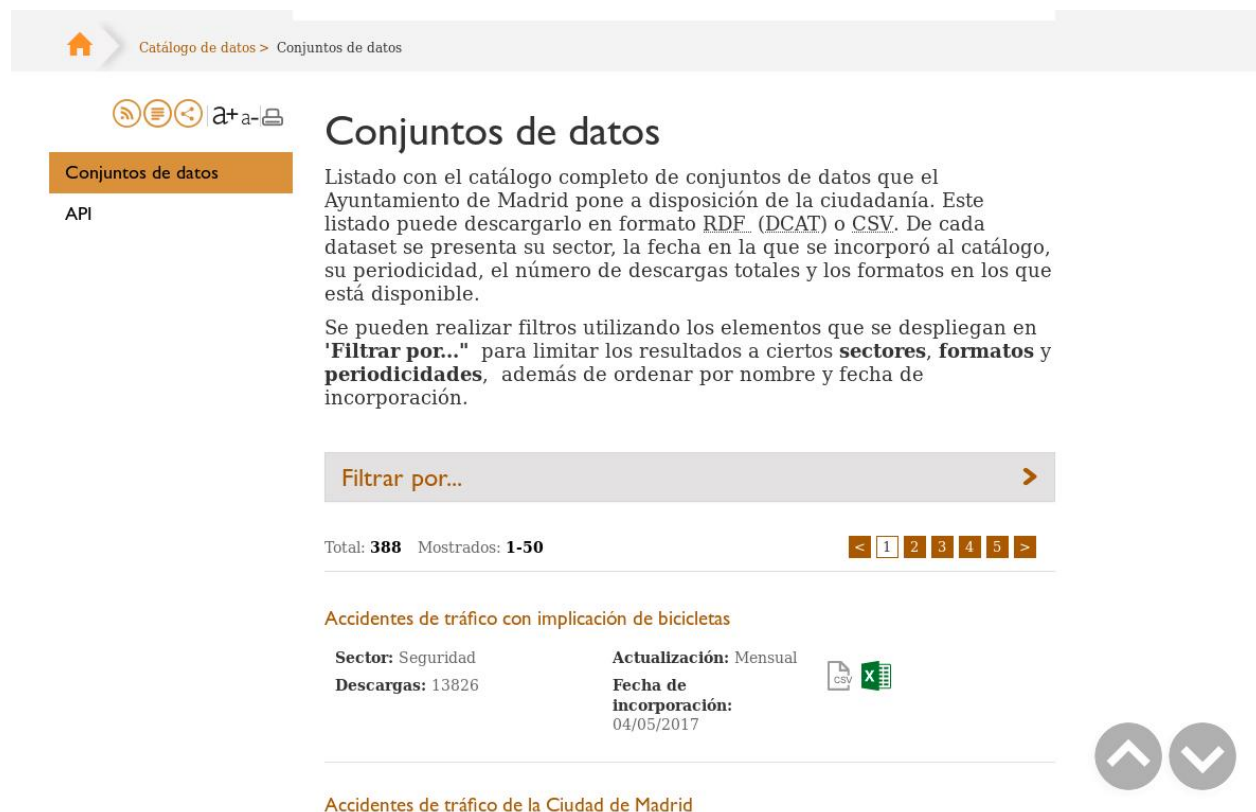 Catálogo de datos > Conjuntos de datos
a+ a-
Conjuntos de datos
API
Conjuntos de datos
Listado con el catálogo completo de conjuntos de datos que el
Ayuntamiento de Madrid pone a disposición de la ciudadanía. Este
listado puede descargarlo en formato RDF (DCAT) o CSV. De cada
dataset se presenta su sector, la fecha en la que se incorporó al catálogo,
su periodicidad, el número de descargas totales y los formatos en los que
está disponible.
Se pueden realizar filtros utilizando los elementos que se despliegan en
'Filtrar por..." para limitar los resultados a ciertos sectores, formatos y
periodicidades, además de ordenar por nombre y fecha de
incorporación.
Filtrar por...
Total: 388 Mostrados: 1-50
< 1 2 3 4 5 >
Accidentes de tráfico con implicación de bicicletas
Sector: Seguridad
Descargas: 13826
Actualización: Mensual
Fecha de
incorporación:
04/05/2017
CSV
X
Accidentes de tráfico de la Ciudad de Madrid